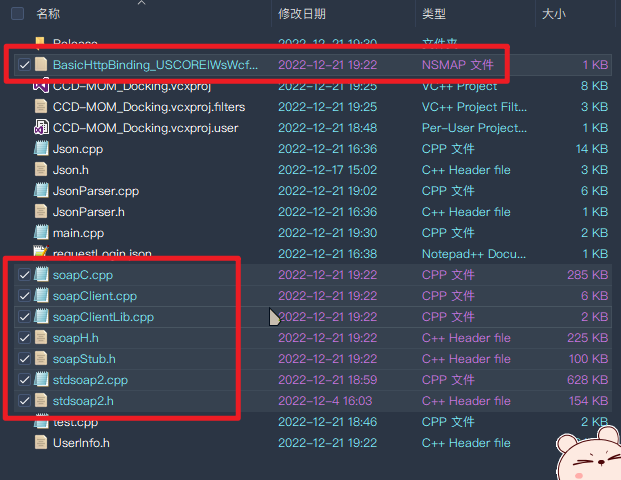 名称 修改日期 类型 大小
Release 2022-12-21 19:30 文件夹
BasicHttpBinding_USCOREIWsWcf... 2022-12-21 19:22 NSMAP 文件 1 KB
CCD-MOM_Docking.vcxproj 2022-12-21 19:25 VC++ Project 8 KB
CCD-MOM_Docking.vcxproj.filters 2022-12-21 19:25 VC++ Project Filt... 3 KB
CCD-MOM_Docking.vcxproj.user 2022-12-21 18:48 Per-User Project... 1 KB
Json.cpp 2022-12-21 16:36 CPP 文件 14 KB
Json.h 2022-12-17 15:02 C++ Header file 3 KB
JsonParser.cpp 2022-12-21 19:02 CPP 文件 6 KB
JsonParser.h 2022-12-21 16:36 C++ Header file 1 KB
main.cpp 2022-12-21 19:30 CPP 文件 2 KB
requestLogin.json 2022-12-21 16:38 Notepad++ Docu... 1 KB
soapC.cpp 2022-12-21 19:22 CPP 文件 285 KB
soapClient.cpp 2022-12-21 19:22 CPP 文件 6 KB
soapClientLib.cpp 2022-12-21 19:22 CPP 文件 2 KB
soapH.h 2022-12-21 19:22 C++ Header file 225 KB
soapStub.h 2022-12-21 19:22 C++ Header file 100 KB
stdsoap2.cpp 2022-12-21 18:59 CPP 文件 628 KB
stdsoap2.h 2022-12-4 16:03 C++ Header file 154 KB
test.cpp 2022-12-21 18:46 CPP 文件 2 KB
UserInfo.h 2022-12-21 19:22 C++ Header file